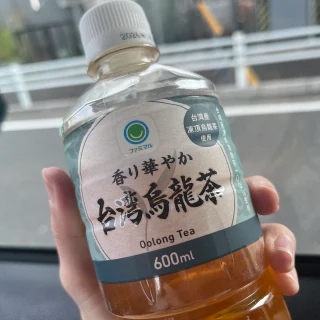 ファミマル
台湾産
凍頂烏龍茶
使用
香り華やか
台湾烏龍茶
Oolong Tea
600ml